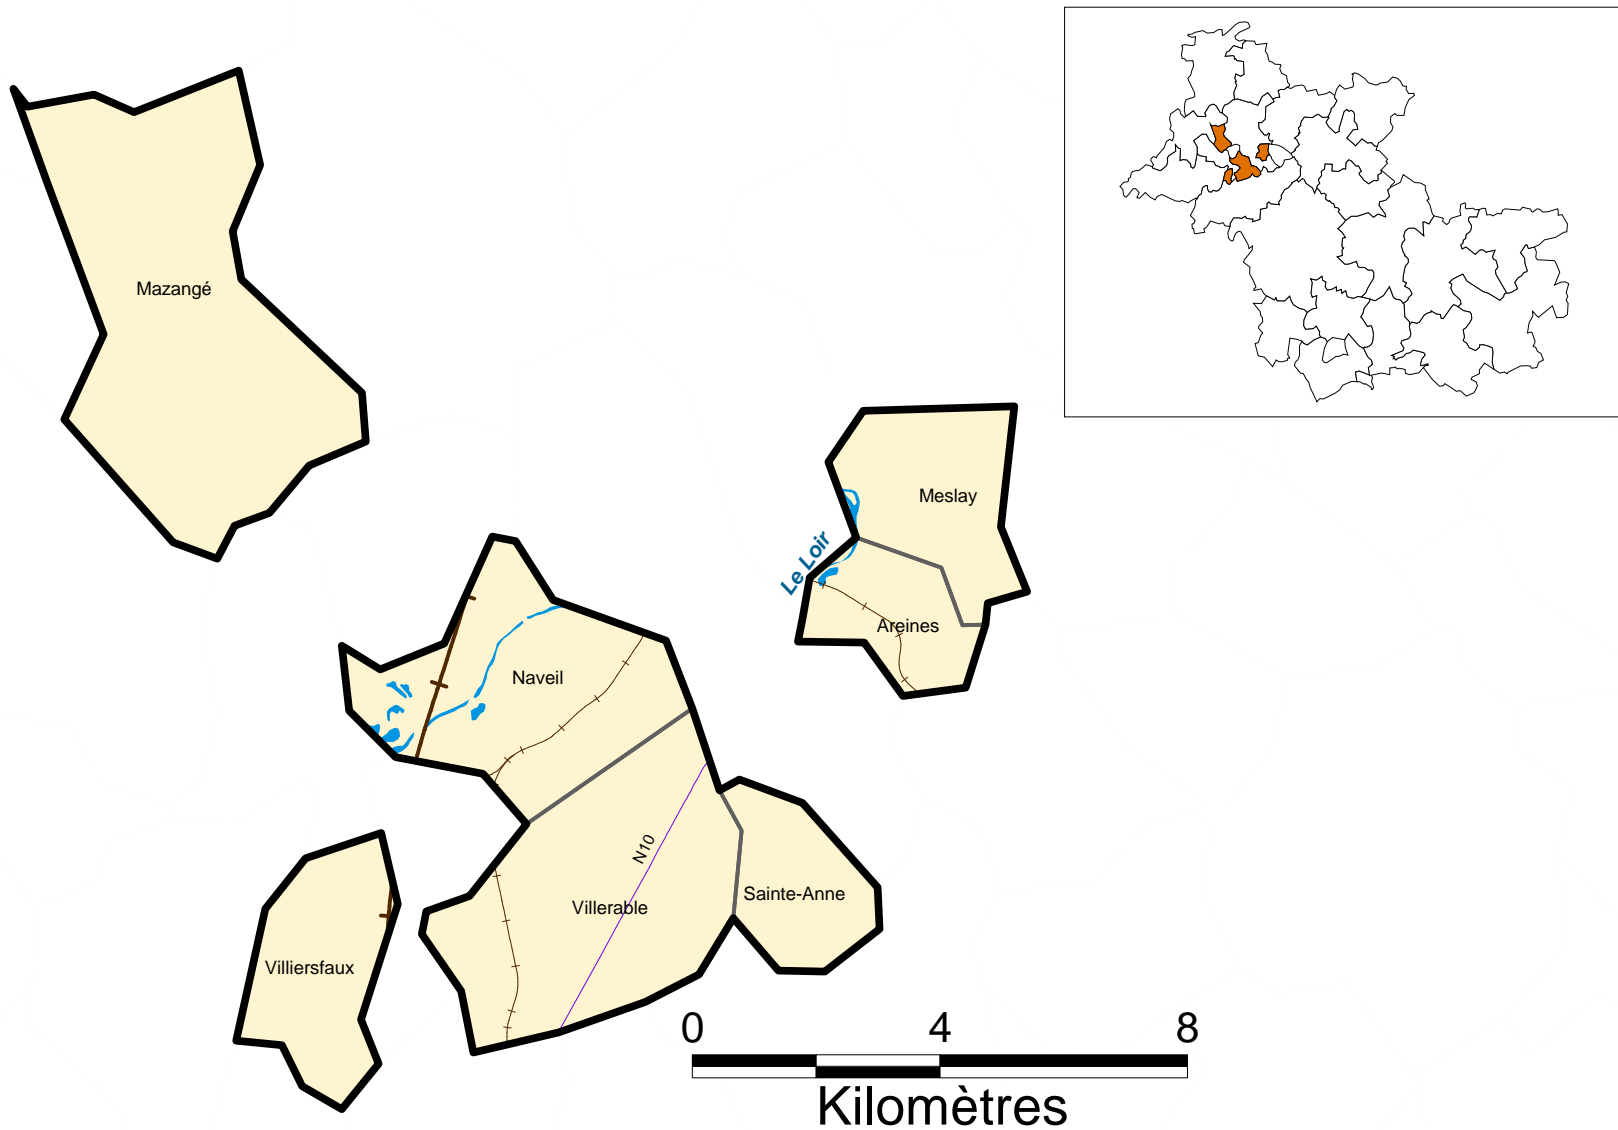 Mazangé
Meslay
Le Loir
Areines
Naveil
N10
Sainte-Anne
Villerable
Villiersfaux
0 4 8
Kilomètres